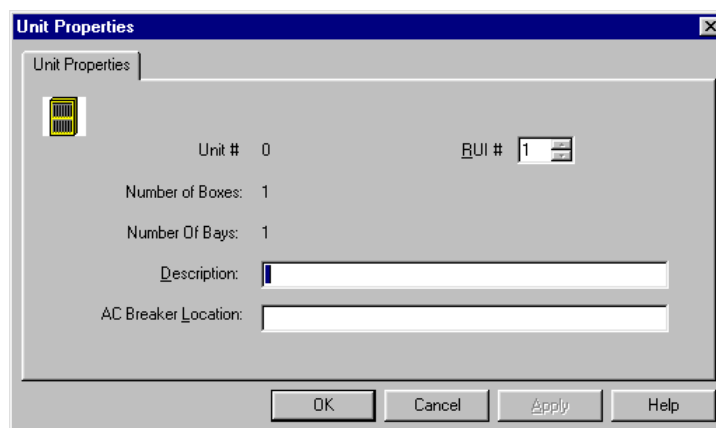 Unit Properties
Unit Properties
Unit # 0 RUI # 1
Number of Boxes: 1
Number Of Bays: 1
Description:
AC Breaker Location:
OK Cancel Apply Help